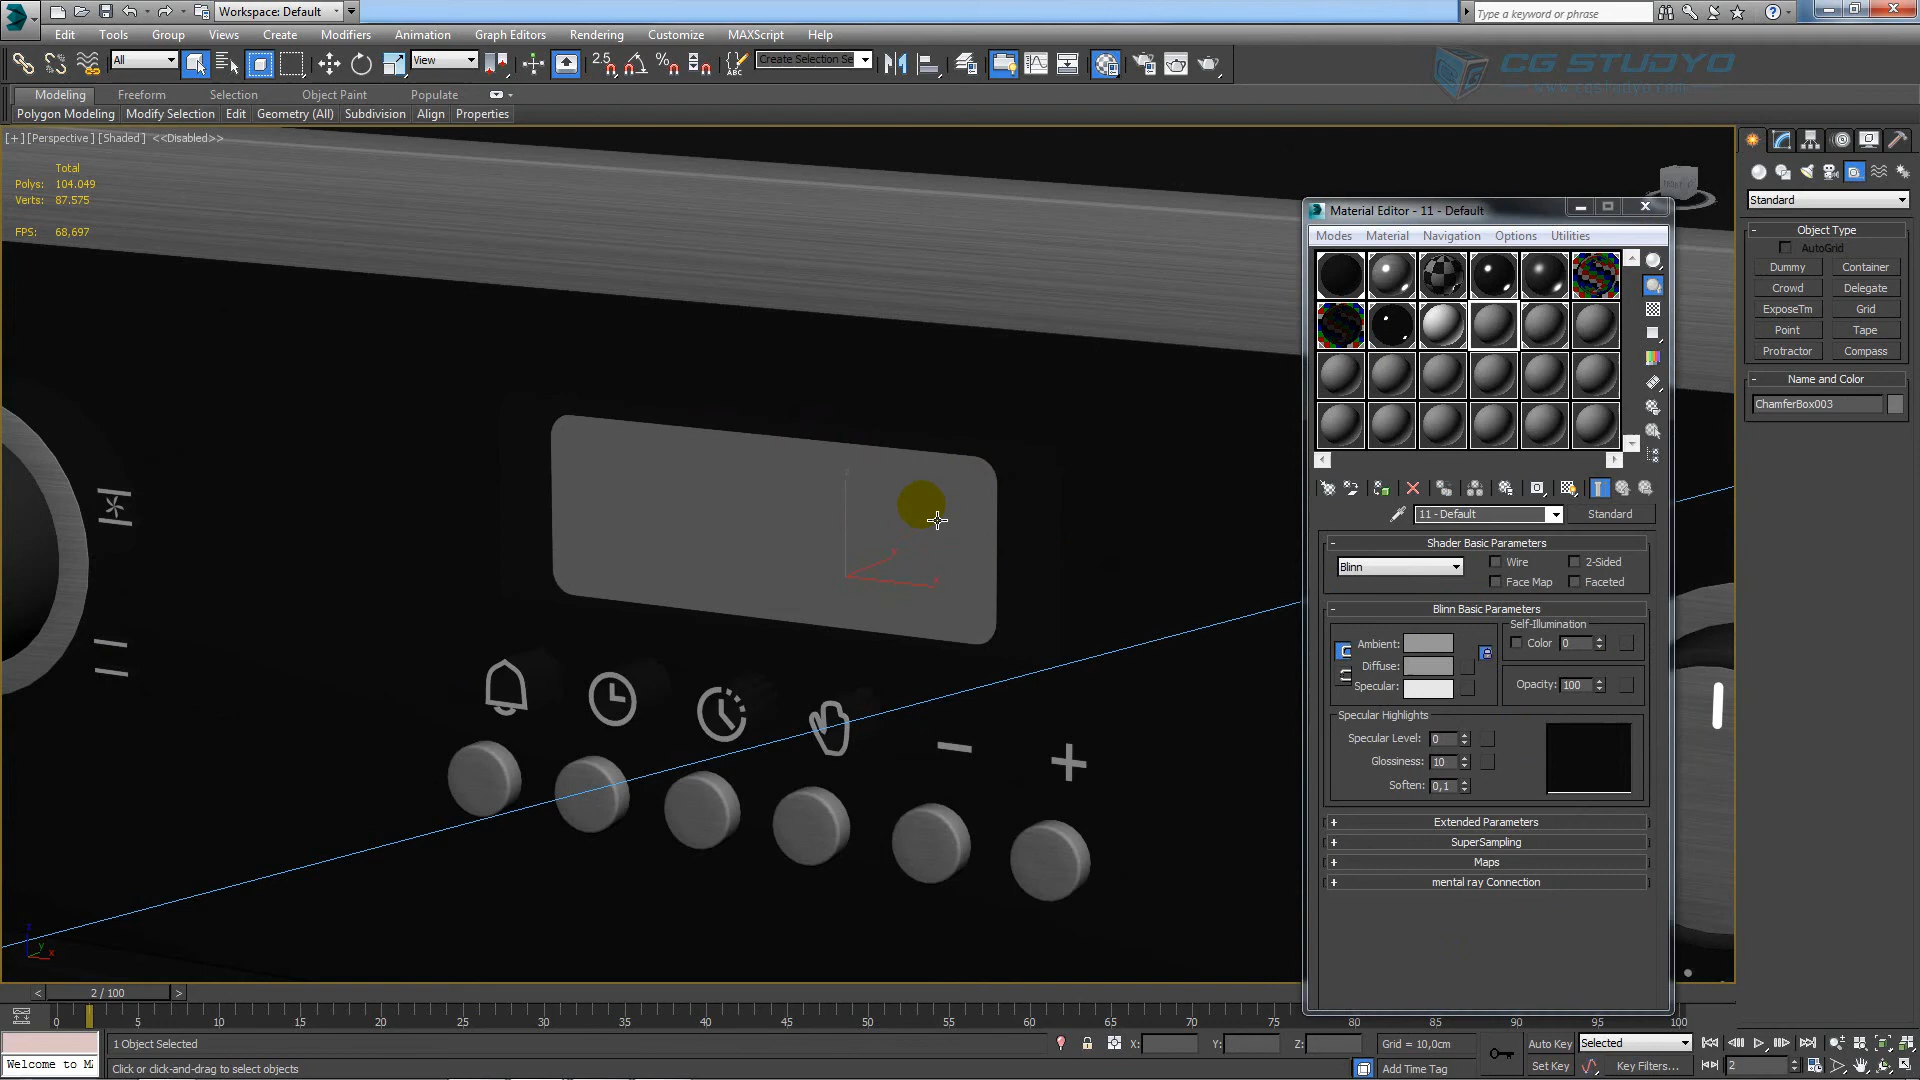 Workspace: Default
Type a keyword or phrase
Edit Tools Group Views Create Modifiers Animation Graph Editors Rendering Customize MAXScript Help
All
View
2.5
Create Selection Se
CG STUDYO
www.cgstudyo.com
Modeling Freeform Selection Object Paint Populate
Polygon Modeling Modify Selection Edit Geometry (All) Subdivision Align Properties
[+] [Perspective] [Shaded] <<Disabled>>
Total
Polys: 104.049
Verts: 87.575
FPS: 68,697
Material Editor - 11 - Default
Modes Material Navigation Options Utilities
11 - Default
Standard
Shader Basic Parameters
Blinn
Wire
2-Sided
Face Map
Faceted
Blinn Basic Parameters
Self-Illumination
Ambient:
Color 0
Diffuse:
Specular:
Opacity: 100
Specular Highlights
Specular Level: 0
Glossiness: 10
Soften: 0,1
Extended Parameters
SuperSampling
Maps
mental ray Connection
Standard
Object Type
AutoGrid
Dummy Container
Crowd Delegate
ExposeTm Grid
Point Tape
Protractor Compass
Name and Color
ChamferBox003
2 / 100
0 5 10 15 20 25 30 35 40 45 50 55 60 65 70 75 80 85 90 95 100
1 Object Selected
X:
Y:
Z:
Grid = 10,0cm
Auto Key
Selected
Welcome to M
Click or click-and-drag to select objects
Add Time Tag
Set Key
Key Filters...
2